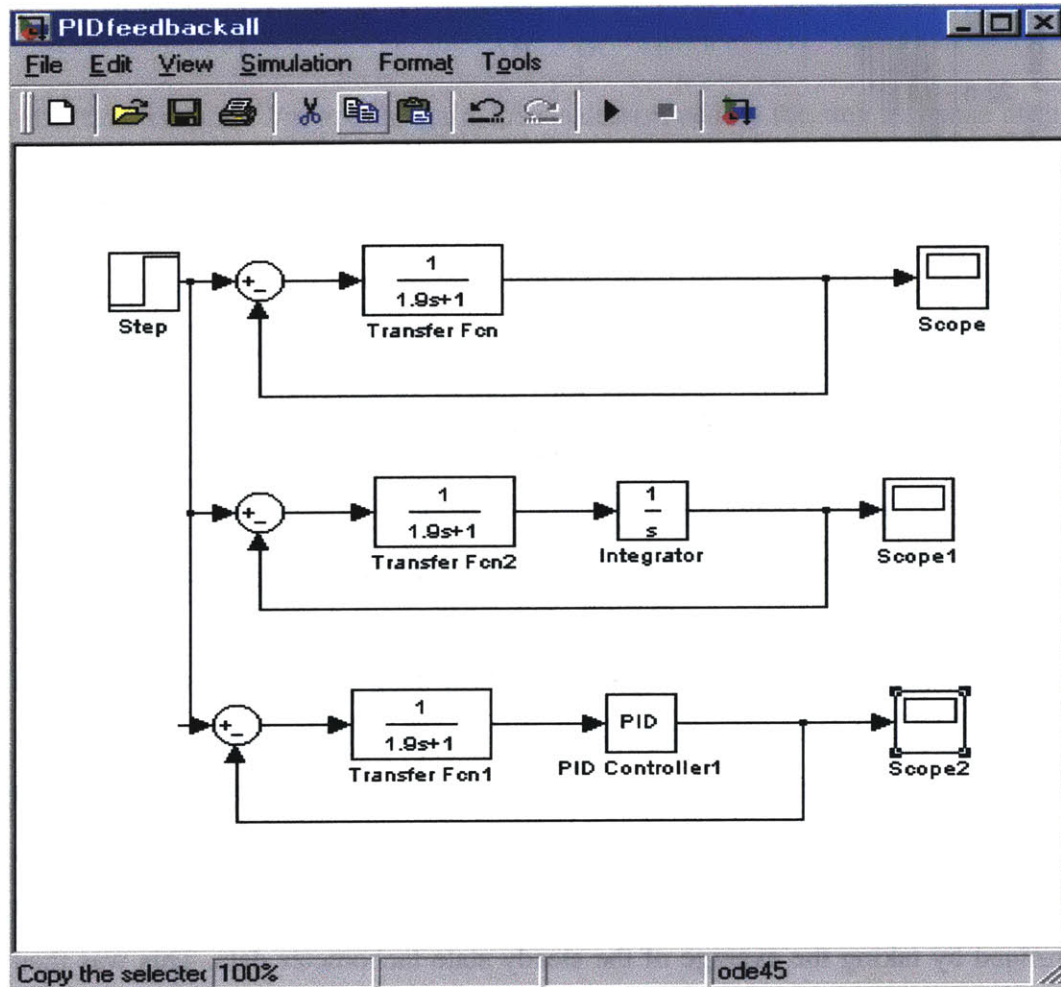 PIDfeedbackall
File Edit View Simulation Format Tools
+
−
1
1.9s+1
Step
Transfer Fcn
Scope
+
−
1
1.9s+1
1
s
Transfer Fcn2
Integrator
Scope1
+
−
1
1.9s+1
PID
Transfer Fcn1
PID Controller1
Scope2
Copy the selecte 100% ode45